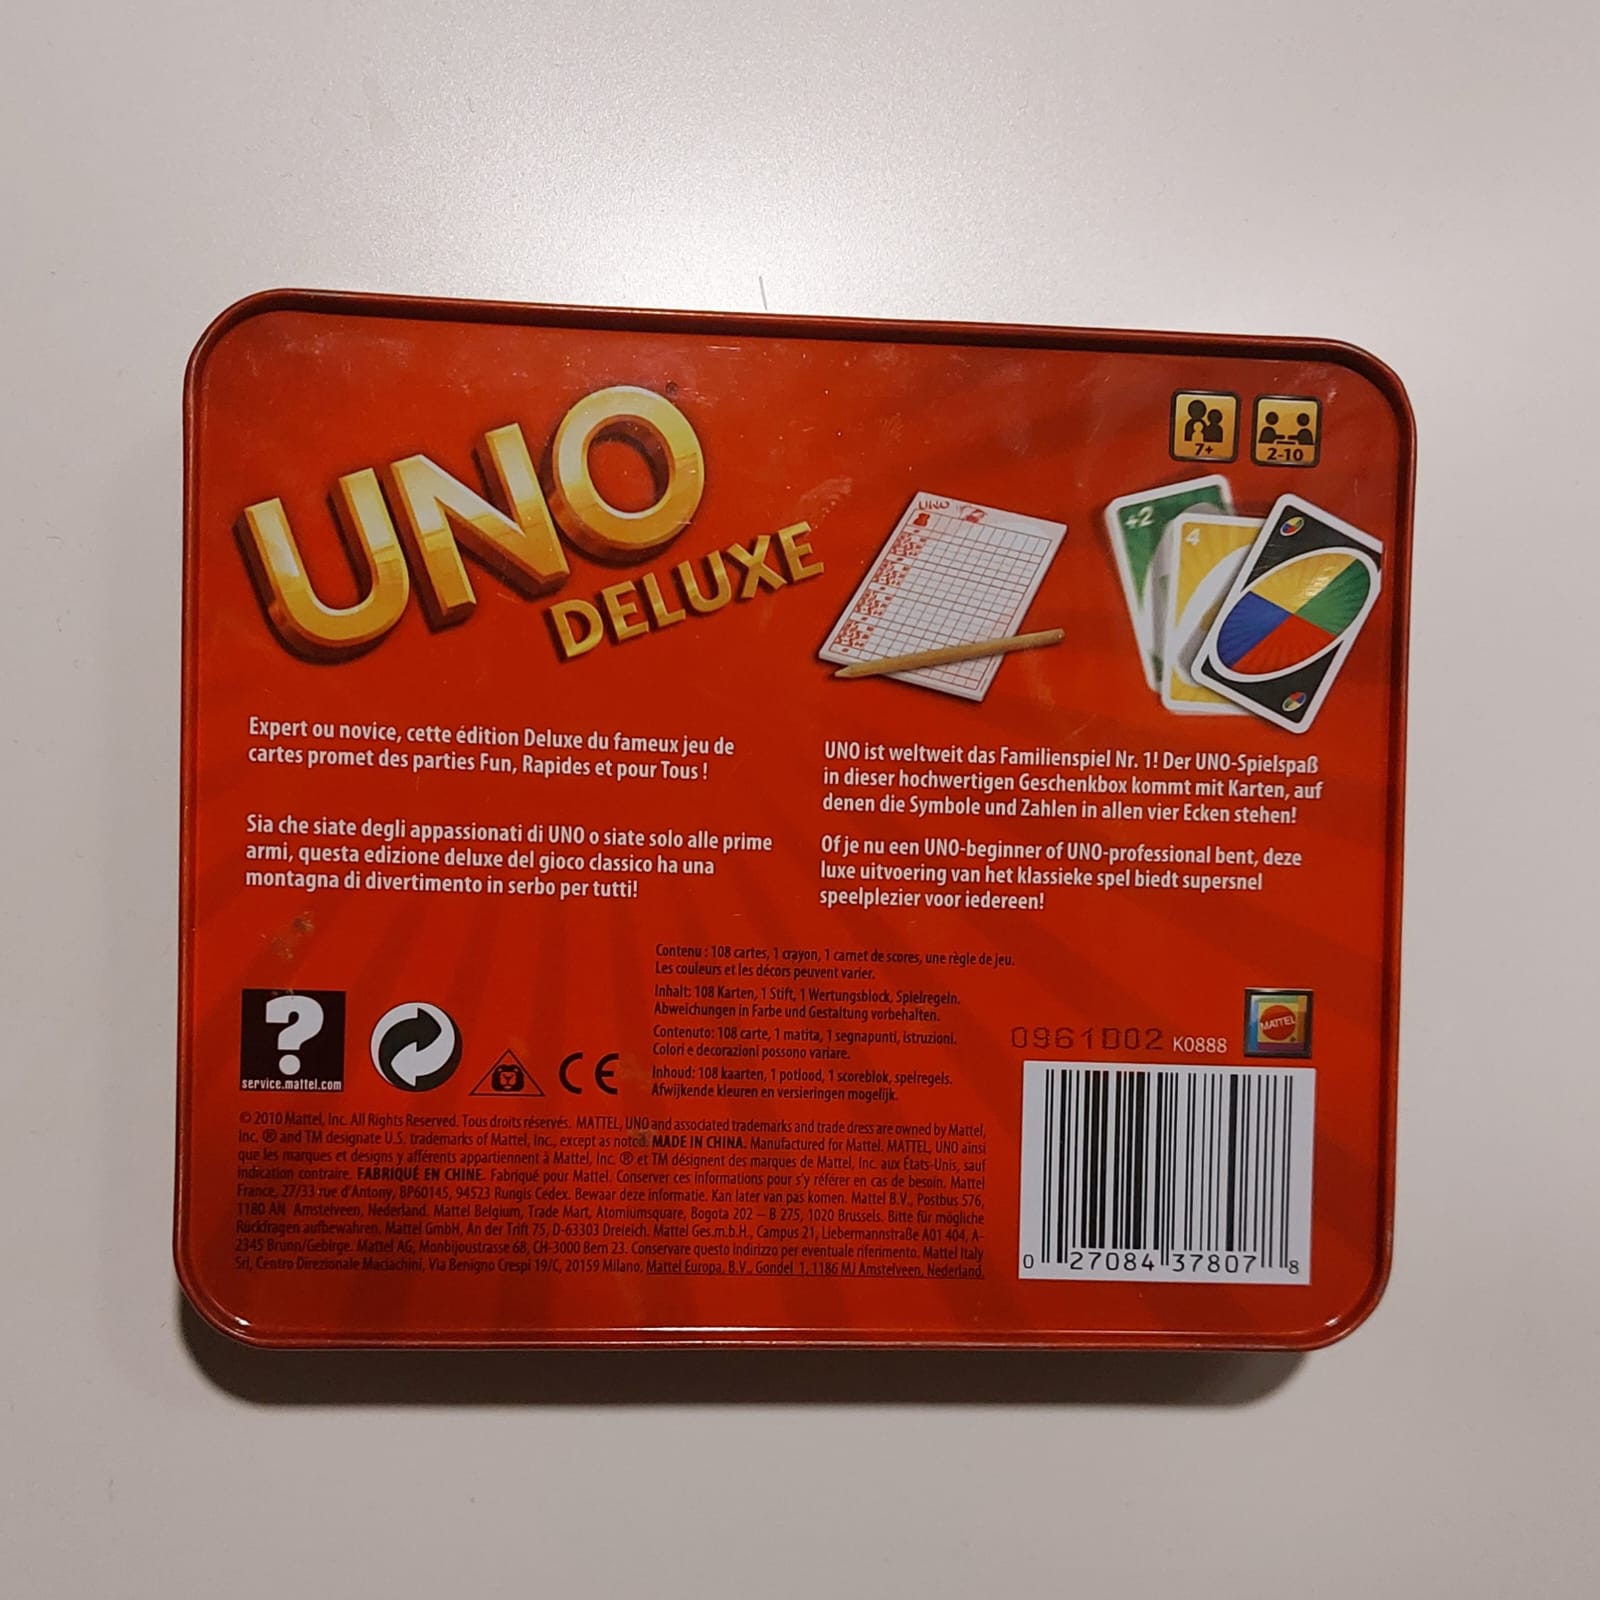 UNO®
DELUXE
7+
2-10
UNO
+2
4
Expert ou novice, cette édition Deluxe du fameux jeu de
cartes promet des parties Fun, Rapides et pour Tous !
Sia che siate degli appassionati di UNO o siate solo alle prime
armi, questa edizione deluxe del gioco classico ha una
montagna di divertimento in serbo per tutti!
UNO ist weltweit das Familienspiel Nr. 1! Der UNO-Spielspaß
in dieser hochwertigen Geschenkbox kommt mit Karten, auf
denen die Symbole und Zahlen in allen vier Ecken stehen!
Of je nu een UNO-beginner of UNO-professional bent, deze
luxe uitvoering van het klassieke spel biedt supersnel
speelplezier voor iedereen!
Contenu : 108 cartes, 1 crayon, 1 carnet de scores, une règle de jeu.
Les couleurs et les décors peuvent varier.
Inhalt: 108 Karten, 1 Stift, 1 Wertungsblock, Spielregeln.
Abweichungen in Farbe und Gestaltung vorbehalten.
Contenuto: 108 carte, 1 matita, 1 segnapunti, istruzioni.
Colori e decorazioni possono variare.
Inhoud: 108 kaarten, 1 potlood, 1 scoreblok, spelregels.
Afwijkende kleuren en versieringen mogelijk.
?
service.mattel.com
CE
0961D02 K0888
MATTEL
© 2010 Mattel, Inc. All Rights Reserved. Tous droits réservés. MATTEL, UNO and associated trademarks and trade dress are owned by Mattel,
Inc. ® and TM designate U.S. trademarks of Mattel, Inc., except as noted. MADE IN CHINA. Manufactured for Mattel. MATTEL, UNO ainsi
que les marques et designs y afférents appartiennent à Mattel, Inc. ® et TM désignent des marques de Mattel, Inc. aux États-Unis, sauf
indication contraire. FABRIQUÉ EN CHINE. Fabriqué pour Mattel. Conserver ces informations pour s'y référer en cas de besoin. Mattel
France, 27/33 rue d'Antony, BP60145, 94523 Rungis Cedex. Bewaar deze informatie. Kan later van pas komen. Mattel B.V., Postbus 576,
1180 AN Amstelveen, Nederland. Mattel Belgium, Trade Mart, Atomiumsquare, Bogota 202 – B 275, 1020 Brussels. Bitte für mögliche
Rückfragen aufbewahren. Mattel GmbH, An der Trift 75, D-63303 Dreieich. Mattel Ges.m.b.H., Campus 21, Liebermannstraße A01 404, A-
2345 Brunn/Gebirge. Mattel AG, Monbijoustrasse 68, CH-3000 Bern 23. Conservare questo indirizzo per eventuale riferimento. Mattel Italy
Srl, Centro Direzionale Maciachini, Via Benigno Crespi 19/C, 20159 Milano. Mattel Europa, B.V., Gondel 1, 1186 MJ Amstelveen, Nederland.
0 27084 37807 8